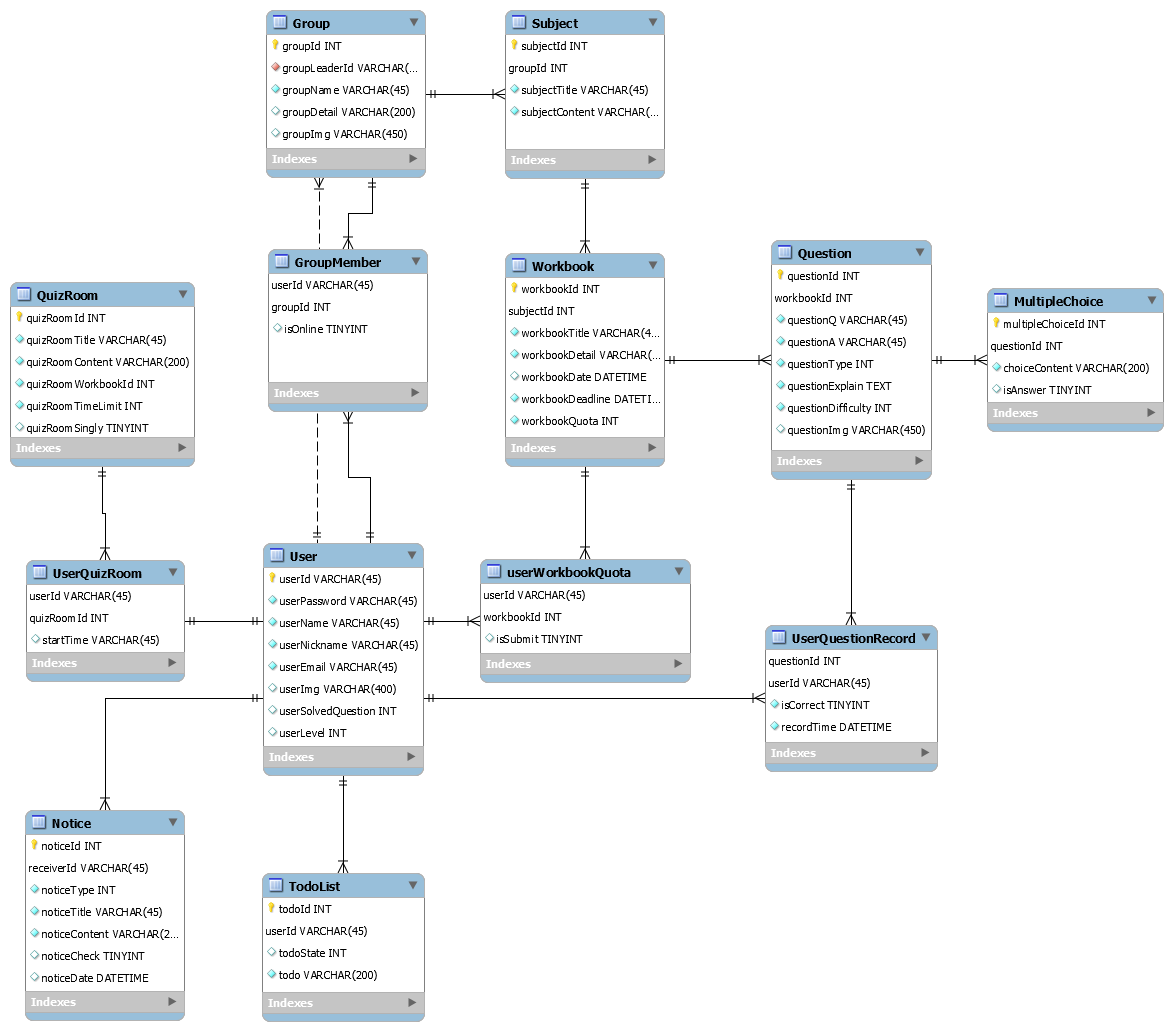 Group
groupId INT
groupLeaderId VARCHAR(...
groupName VARCHAR(45)
groupDetail VARCHAR(200)
groupImg VARCHAR(450)
Indexes
Subject
subjectId INT
groupId INT
subjectTitle VARCHAR(45)
subjectContent VARCHAR(...
Indexes
GroupMember
userId VARCHAR(45)
groupId INT
isOnline TINYINT
Indexes
Workbook
workbookId INT
subjectId INT
workbookTitle VARCHAR(4...
workbookDetail VARCHAR(...
workbookDate DATETIME
workbookDeadline DATETI...
workbookQuota INT
Indexes
Question
questionId INT
workbookId INT
questionQ VARCHAR(45)
questionA VARCHAR(45)
questionType INT
questionExplain TEXT
questionDifficulty INT
questionImg VARCHAR(450)
Indexes
MultipleChoice
multipleChoiceId INT
questionId INT
choiceContent VARCHAR(200)
isAnswer TINYINT
Indexes
QuizRoom
quizRoomId INT
quizRoomTitle VARCHAR(45)
quizRoomContent VARCHAR(200)
quizRoomWorkbookId INT
quizRoomTimeLimit INT
quizRoomSingly TINYINT
Indexes
UserQuizRoom
userId VARCHAR(45)
quizRoomId INT
startTime VARCHAR(45)
Indexes
User
userId VARCHAR(45)
userPassword VARCHAR(45)
userName VARCHAR(45)
userNickname VARCHAR(45)
userEmail VARCHAR(45)
userImg VARCHAR(400)
userSolvedQuestion INT
userLevel INT
Indexes
userWorkbookQuota
userId VARCHAR(45)
workbookId INT
isSubmit TINYINT
Indexes
UserQuestionRecord
questionId INT
userId VARCHAR(45)
isCorrect TINYINT
recordTime DATETIME
Indexes
Notice
noticeId INT
receiverId VARCHAR(45)
noticeType INT
noticeTitle VARCHAR(45)
noticeContent VARCHAR(2...
noticeCheck TINYINT
noticeDate DATETIME
Indexes
TodoList
todoId INT
userId VARCHAR(45)
todoState INT
todo VARCHAR(200)
Indexes